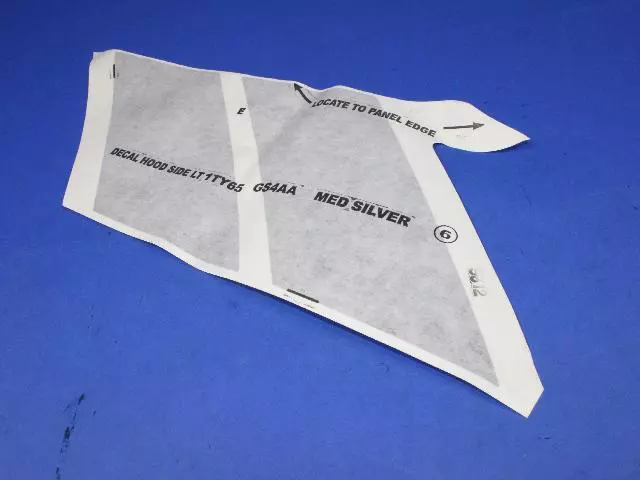 LOCATE TO PANEL EDGE
E
DECAL HOOD SIDE LT 1TY65 GS4AA MED SILVER
6